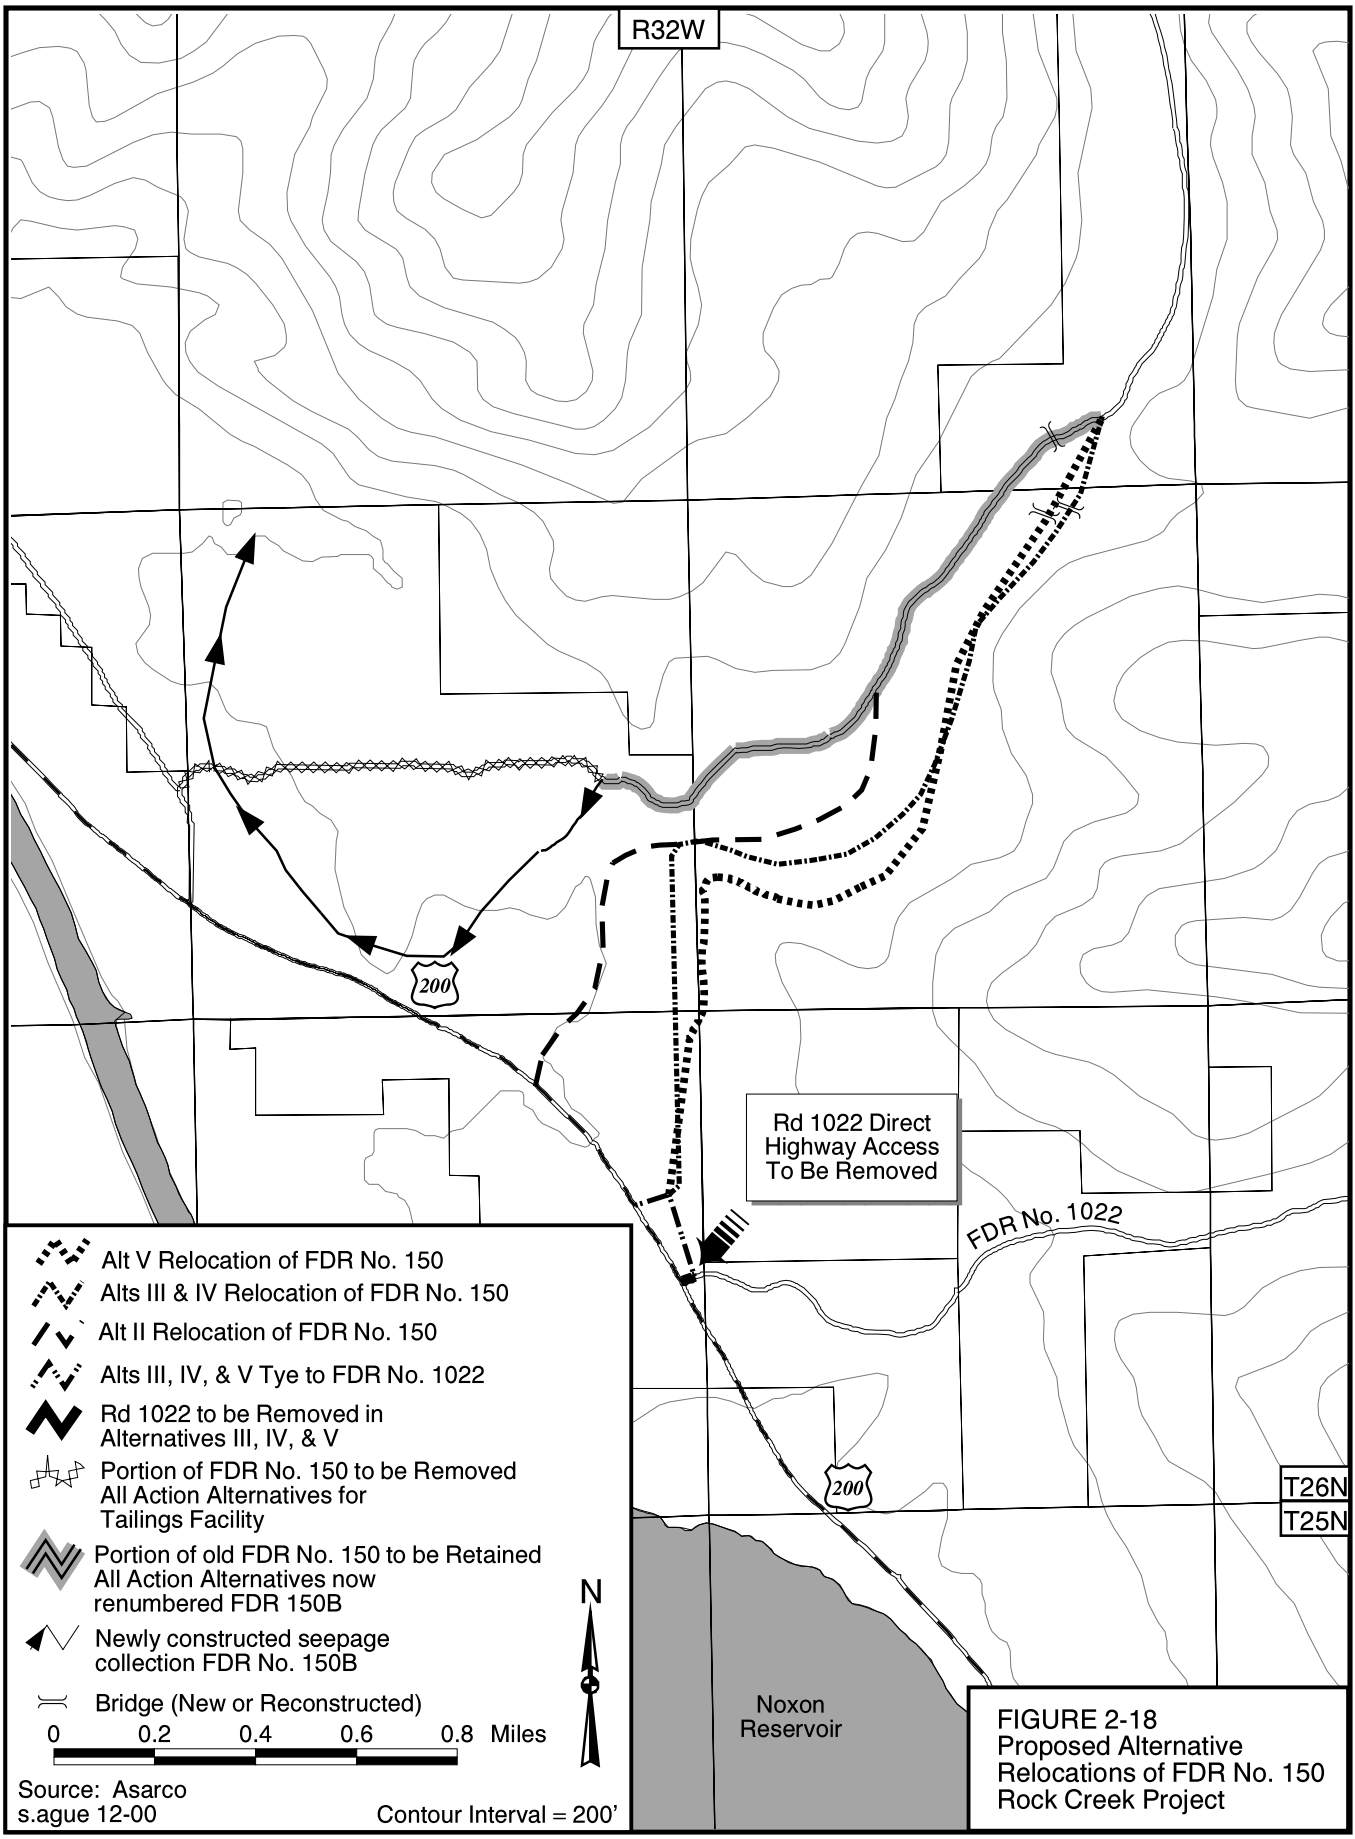 R32W
200
Rd 1022 Direct
Highway Access
To Be Removed
FDR No. 1022
200
T26N
T25N
Alt V Relocation of FDR No. 150
Alts III & IV Relocation of FDR No. 150
Alt II Relocation of FDR No. 150
Alts III, IV, & V Tye to FDR No. 1022
Rd 1022 to be Removed in
Alternatives III, IV, & V
Portion of FDR No. 150 to be Removed
All Action Alternatives for
Tailings Facility
Portion of old FDR No. 150 to be Retained
All Action Alternatives now
renumbered FDR 150B
Newly constructed seepage
collection FDR No. 150B
Bridge (New or Reconstructed)
0 0.2 0.4 0.6 0.8 Miles
N
Source: Asarco
s.ague 12-00
Contour Interval = 200'
Noxon
Reservoir
FIGURE 2-18
Proposed Alternative
Relocations of FDR No. 150
Rock Creek Project